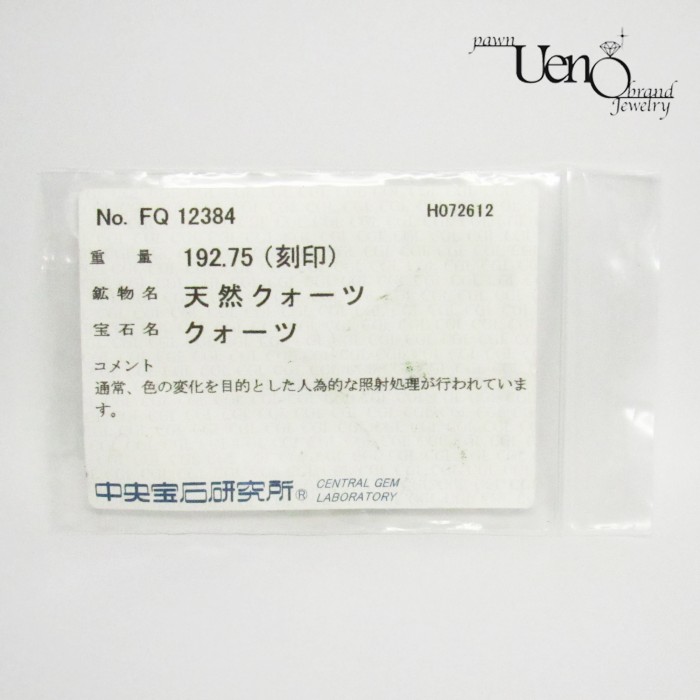 pawn
Ueno
brand
Jewelry
No. FQ 12384
H072612
重 量 192.75 (刻印)
鉱物名 天然クォーツ
宝石名 クォーツ
コメント
通常、色の変化を目的とした人為的な照射処理が行われていま
す。
中央宝石研究所® CENTRAL GEM
LABORATORY